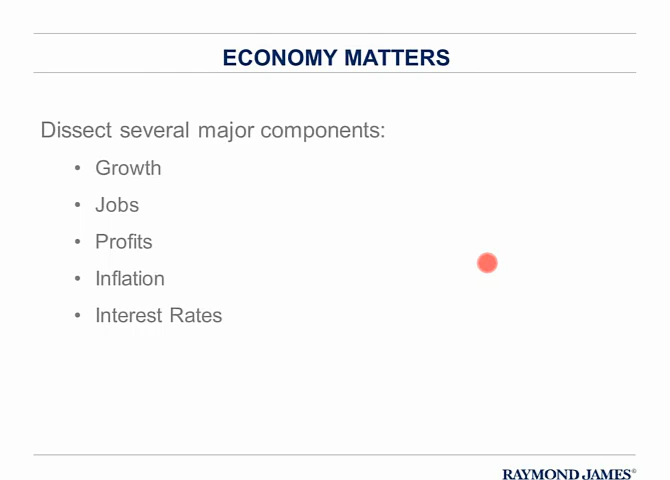 ECONOMY MATTERS
Dissect several major components:
• Growth
• Jobs
• Profits
• Inflation
• Interest Rates
RAYMOND JAMES®